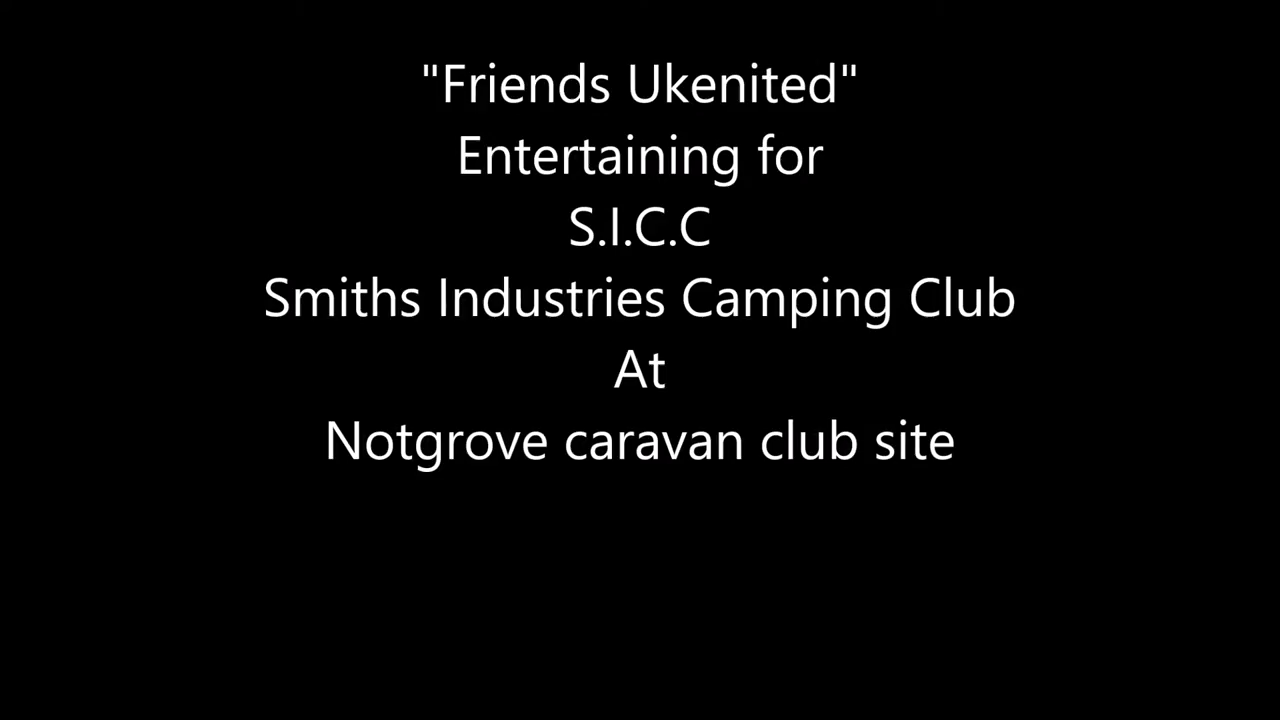 "Friends Ukenited"
Entertaining for
S.I.C.C
Smiths Industries Camping Club
At
Notgrove caravan club site